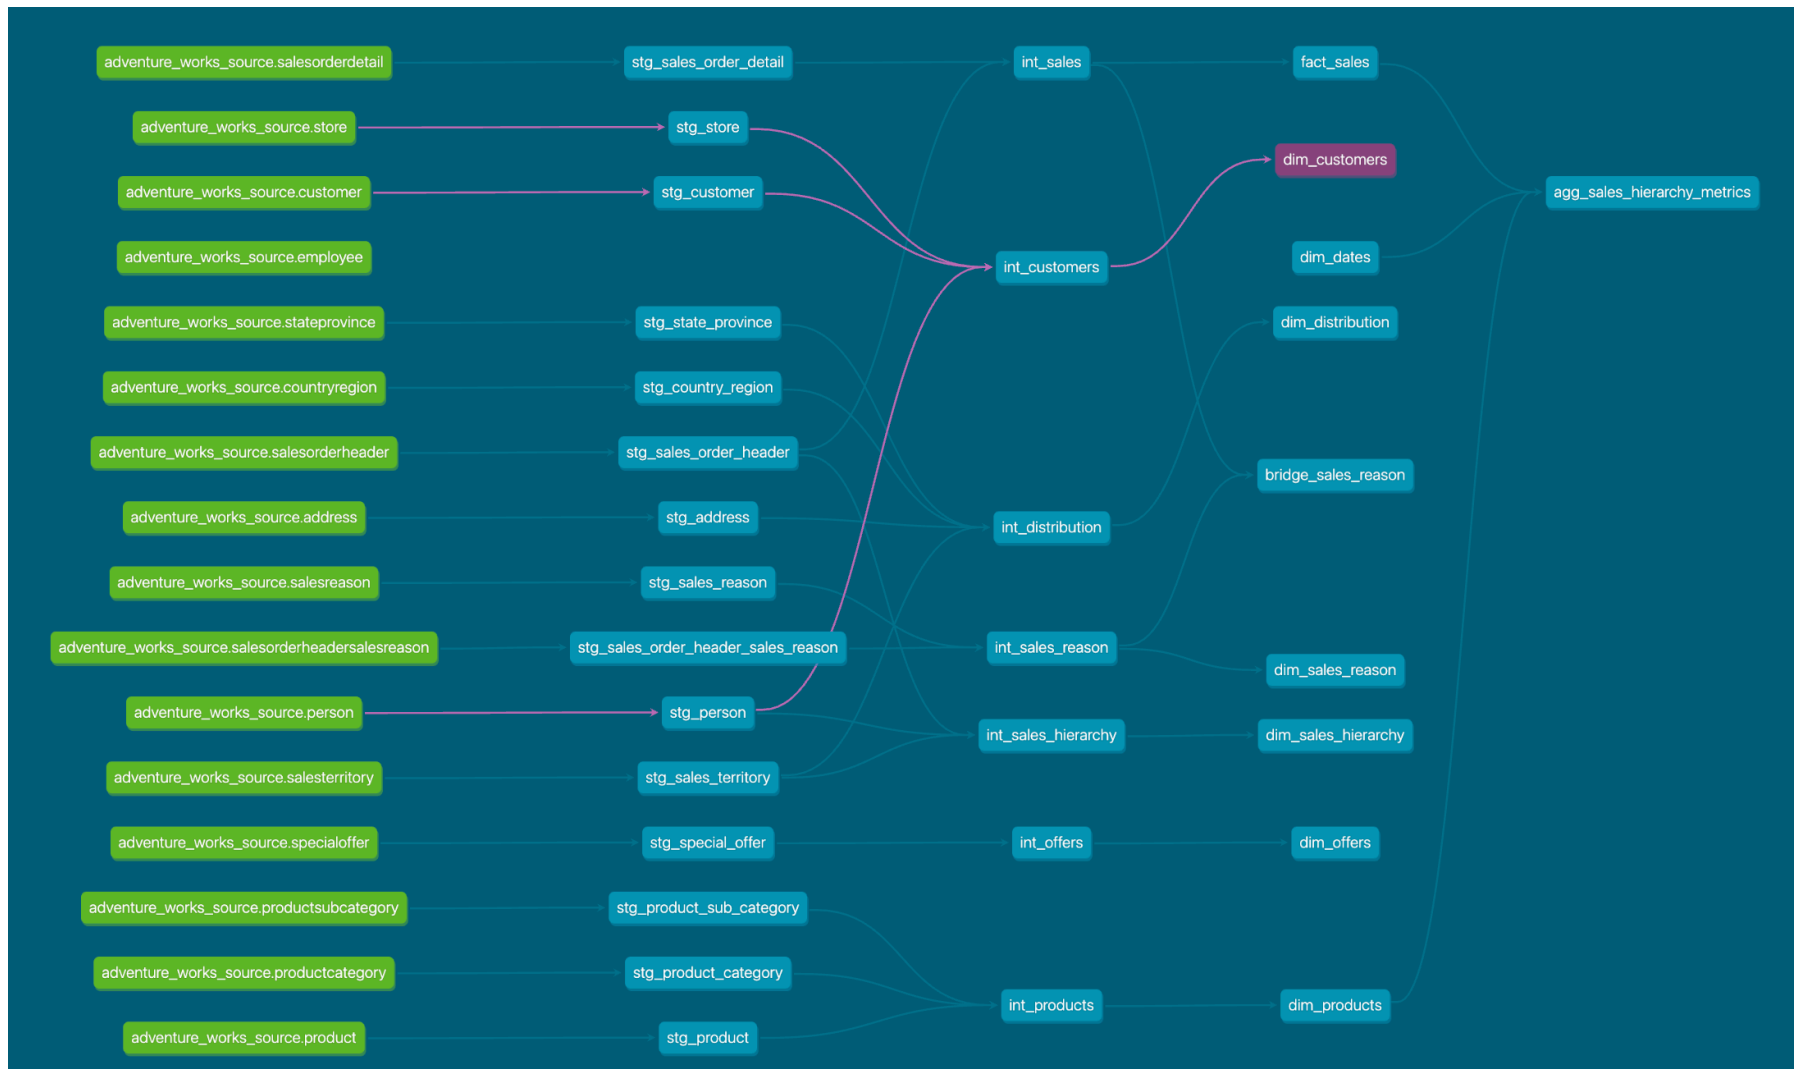 adventure_works_source.salesorderdetail
stg_sales_order_detail
int_sales
fact_sales
adventure_works_source.store
stg_store
dim_customers
adventure_works_source.customer
stg_customer
agg_sales_hierarchy_metrics
adventure_works_source.employee
int_customers
dim_dates
adventure_works_source.stateprovince
stg_state_province
dim_distribution
adventure_works_source.countryregion
stg_country_region
adventure_works_source.salesorderheader
stg_sales_order_header
bridge_sales_reason
adventure_works_source.address
stg_address
int_distribution
adventure_works_source.salesreason
stg_sales_reason
adventure_works_source.salesorderheadersalesreason
stg_sales_order_header_sales_reason
int_sales_reason
dim_sales_reason
adventure_works_source.person
stg_person
int_sales_hierarchy
dim_sales_hierarchy
adventure_works_source.salesterritory
stg_sales_territory
adventure_works_source.specialoffer
stg_special_offer
int_offers
dim_offers
adventure_works_source.productsubcategory
stg_product_sub_category
adventure_works_source.productcategory
stg_product_category
int_products
dim_products
adventure_works_source.product
stg_product